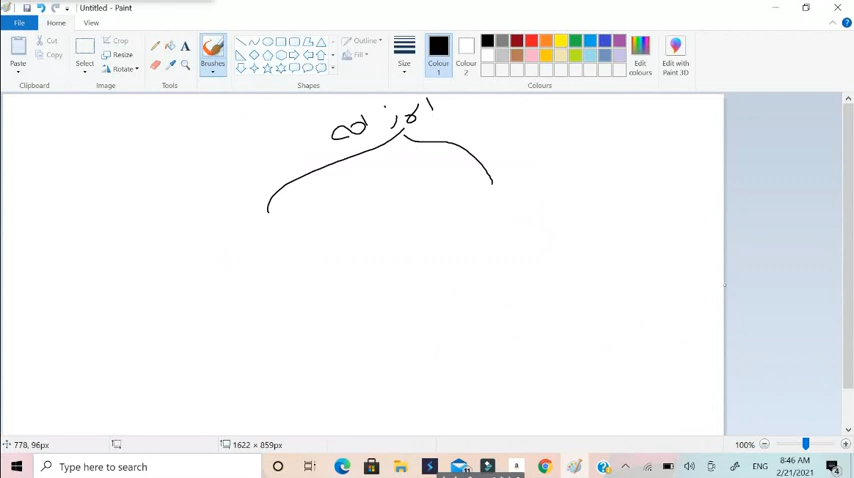 Untitled - Paint
File
Home
View
Paste
Cut
Copy
Clipboard
Select
Crop
Resize
Rotate
Image
Tools
Brushes
Shapes
Outline
Fill
Size
Colour 1
Colour 2
Edit colours
Edit with Paint 3D
Colours
778, 96px
1622 × 859px
100%
Type here to search
11
a
ENG
8:46 AM
2/21/2021
4